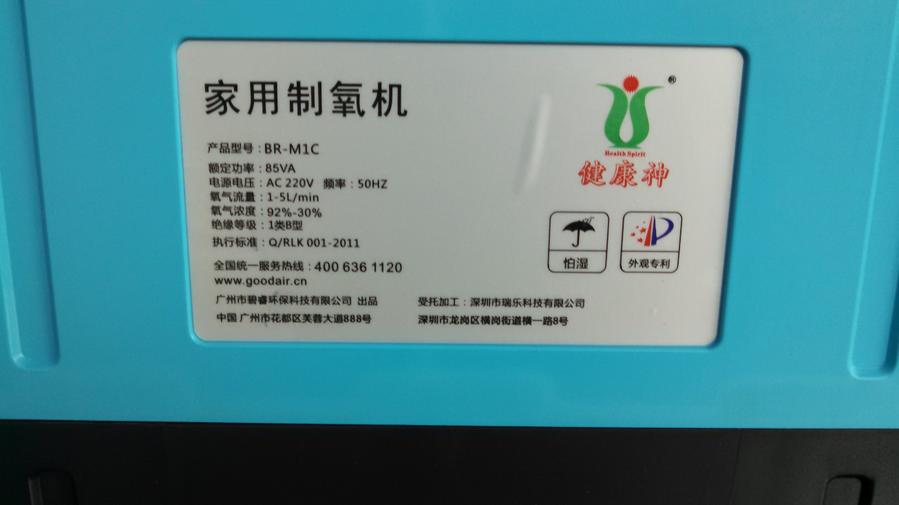 家用制氧机
®
Health Spirit
健康神
产品型号：BR-M1C
额定功率：85VA
电源电压：AC 220V 频率：50HZ
氧气流量：1-5L/min
氧气浓度：92%-30%
绝缘等级：1类B型
执行标准：Q/RLK 001-2011
怕湿
外观专利
全国统一服务热线：400 636 1120
www.goodair.cn
广州市碧睿环保科技有限公司 出品
受托加工：深圳市瑞乐科技有限公司
中国 广州市花都区芙蓉大道888号
深圳市龙岗区横岗街道横一路8号